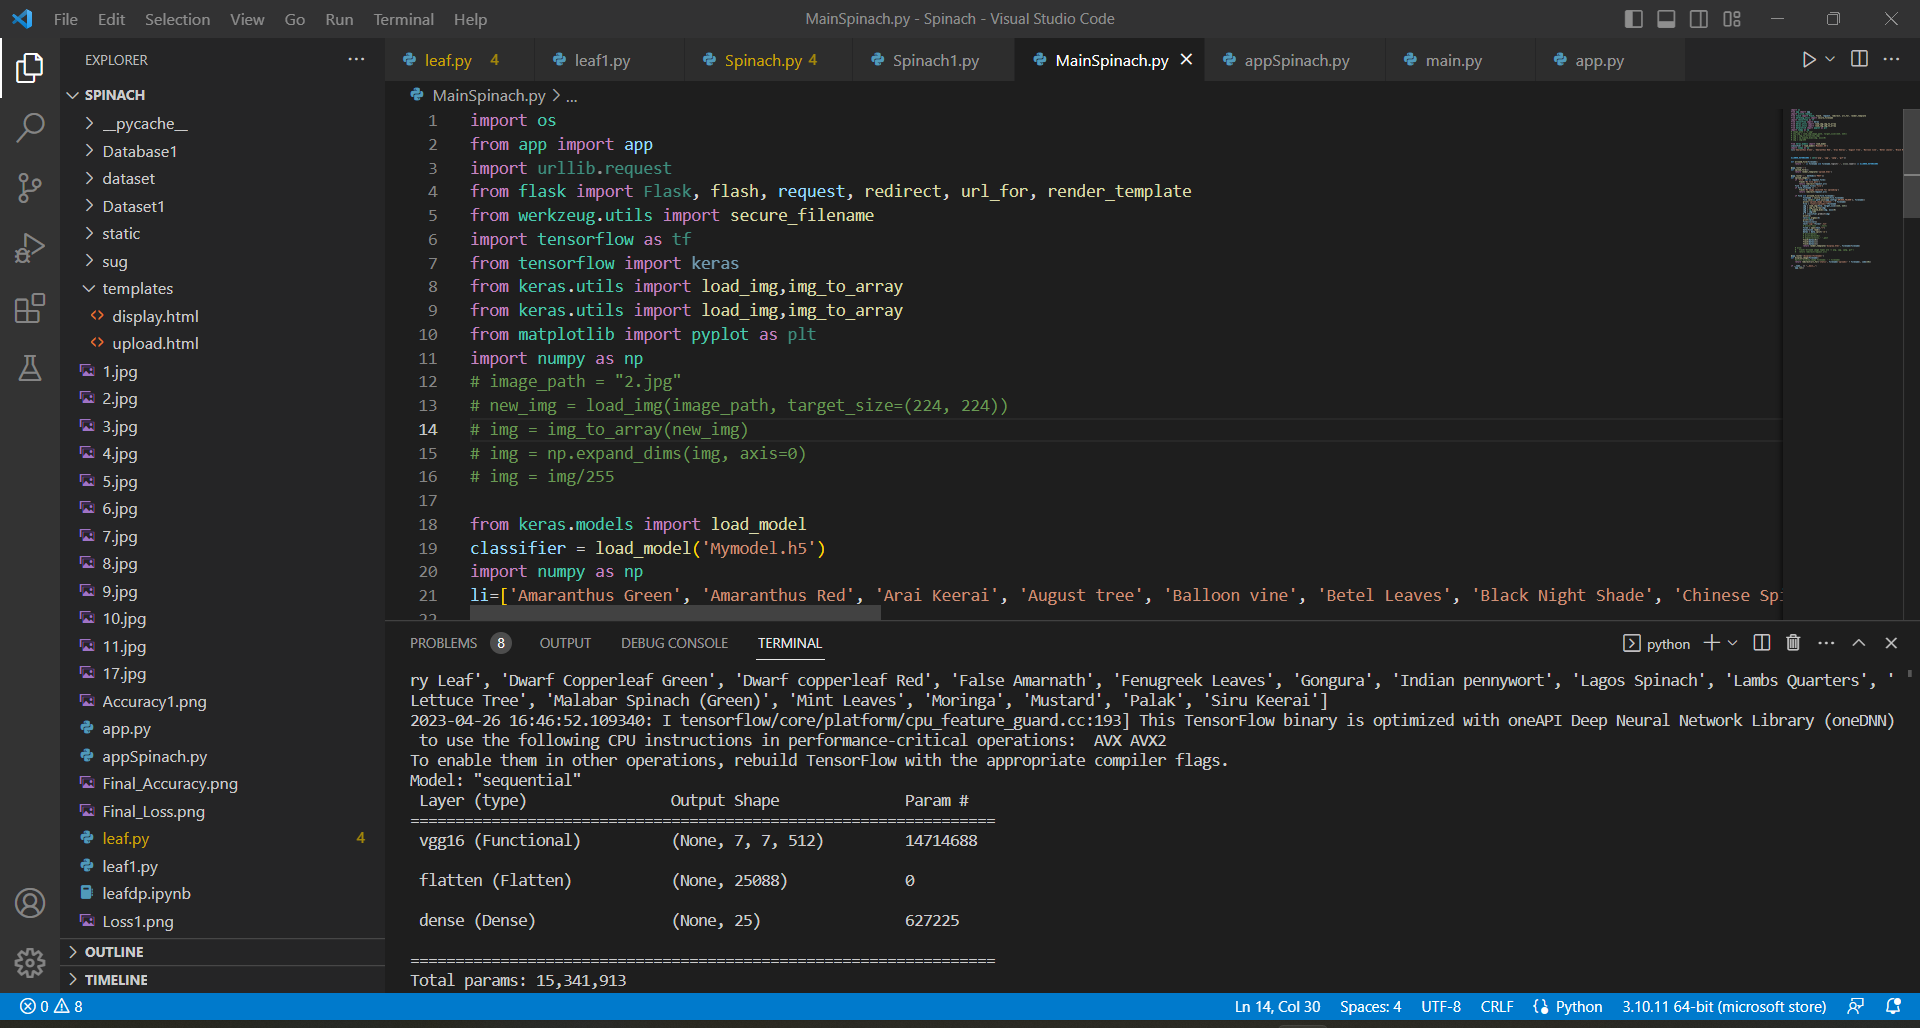 File Edit Selection View Go Run Terminal Help
MainSpinach.py - Spinach - Visual Studio Code
EXPLORER
leaf.py 4
leaf1.py
Spinach.py 4
Spinach1.py
MainSpinach.py
appSpinach.py
main.py
app.py
SPINACH
__pycache__
Database1
dataset
Dataset1
static
sug
templates
display.html
upload.html
1.jpg
2.jpg
3.jpg
4.jpg
5.jpg
6.jpg
7.jpg
8.jpg
9.jpg
10.jpg
11.jpg
17.jpg
Accuracy1.png
app.py
appSpinach.py
Final_Accuracy.png
Final_Loss.png
leaf.py 4
leaf1.py
leafdp.ipynb
Loss1.png
OUTLINE
TIMELINE
MainSpinach.py > ...
1 import os
2 from app import app
3 import urllib.request
4 from flask import Flask, flash, request, redirect, url_for, render_template
5 from werkzeug.utils import secure_filename
6 import tensorflow as tf
7 from tensorflow import keras
8 from keras.utils import load_img,img_to_array
9 from keras.utils import load_img,img_to_array
10 from matplotlib import pyplot as plt
11 import numpy as np
12 # image_path = "2.jpg"
13 # new_img = load_img(image_path, target_size=(224, 224))
14 # img = img_to_array(new_img)
15 # img = np.expand_dims(img, axis=0)
16 # img = img/255
17
18 from keras.models import load_model
19 classifier = load_model('Mymodel.h5')
20 import numpy as np
21 li=['Amaranthus Green', 'Amaranthus Red', 'Arai Keerai', 'August tree', 'Balloon vine', 'Betel Leaves', 'Black Night Shade', 'Chinese Sp
22
PROBLEMS 8 OUTPUT DEBUG CONSOLE TERMINAL
python
ry Leaf', 'Dwarf Copperleaf Green', 'Dwarf copperleaf Red', 'False Amarnath', 'Fenugreek Leaves', 'Gongura', 'Indian pennywort', 'Lagos Spinach', 'Lambs Quarters', '
Lettuce Tree', 'Malabar Spinach (Green)', 'Mint Leaves', 'Moringa', 'Mustard', 'Palak', 'Siru Keerai']
2023-04-26 16:46:52.109340: I tensorflow/core/platform/cpu_feature_guard.cc:193] This TensorFlow binary is optimized with oneAPI Deep Neural Network Library (oneDNN)
to use the following CPU instructions in performance-critical operations:  AVX AVX2
To enable them in other operations, rebuild TensorFlow with the appropriate compiler flags.
Model: "sequential"
Layer (type) Output Shape Param #
=================================================================
vgg16 (Functional) (None, 7, 7, 512) 14714688
flatten (Flatten) (None, 25088) 0
dense (Dense) (None, 25) 627225
=================================================================
Total params: 15,341,913
0 8
Ln 14, Col 30 Spaces: 4 UTF-8 CRLF Python 3.10.11 64-bit (microsoft store)